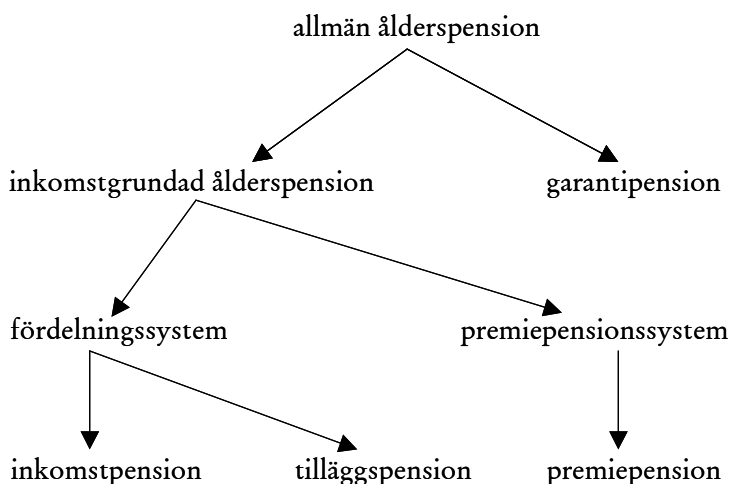 allmän ålderspension
inkomstgrundad ålderspension garantipension
fördelningssystem premiepensionssystem
inkomstpension tilläggspension premiepension